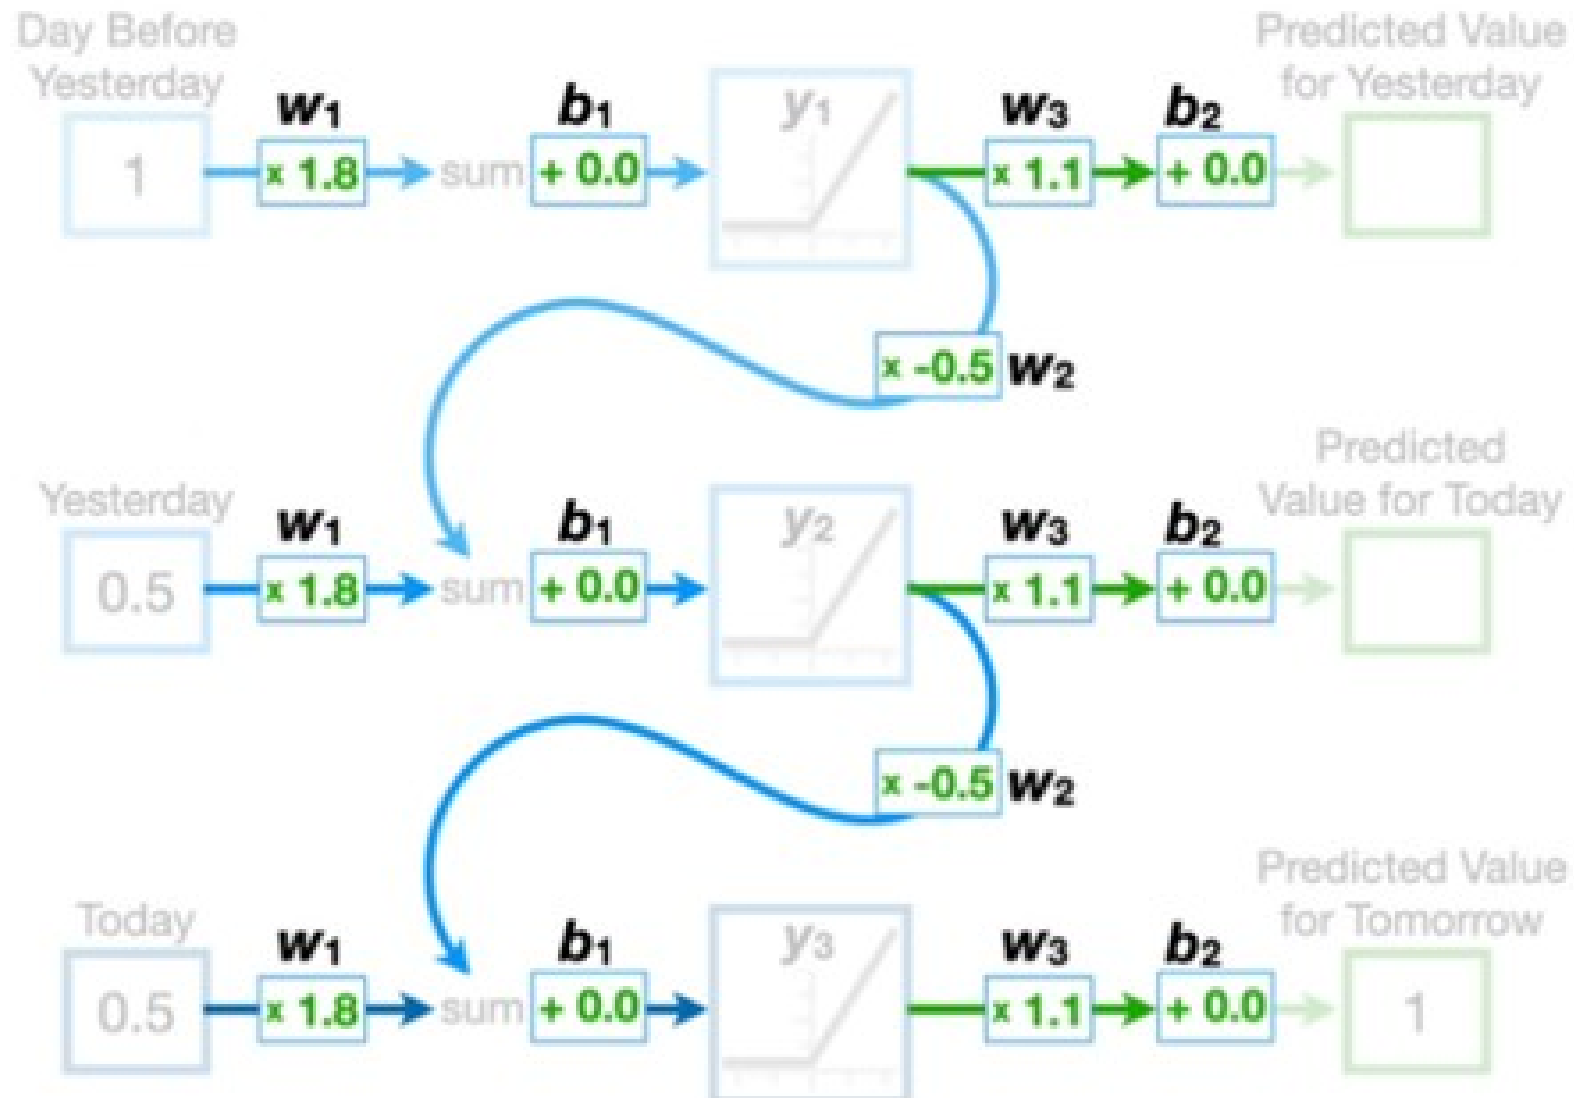 Day Before
Yesterday
Predicted Value
for Yesterday
w1 b1 y1 w3 b2
1 x 1.8 sum + 0.0 x 1.1 + 0.0
x -0.5 w2
Yesterday
Predicted
Value for Today
w1 b1 y2 w3 b2
0.5 x 1.8 sum + 0.0 x 1.1 + 0.0
x -0.5 w2
Today
Predicted Value
for Tomorrow
w1 b1 y3 w3 b2
0.5 x 1.8 sum + 0.0 x 1.1 + 0.0 1